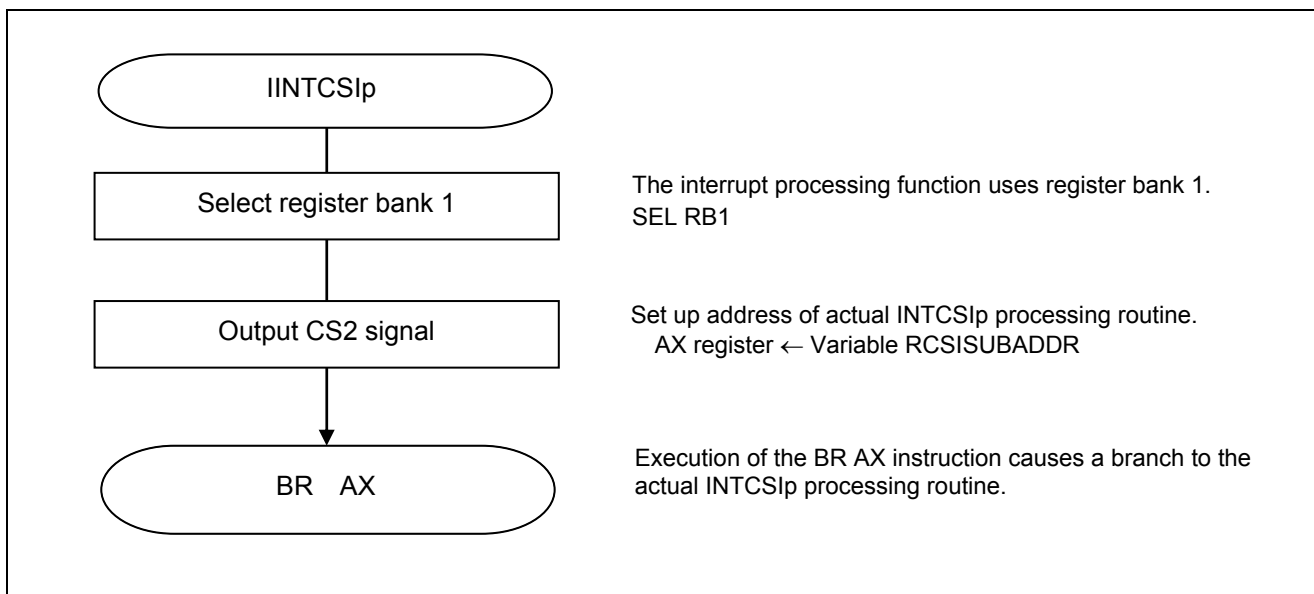 IINTCSIp
Select register bank 1
The interrupt processing function uses register bank 1.
SEL RB1
Output CS2 signal
Set up address of actual INTCSIp processing routine.
AX register ← Variable RCSISUBADDR
BR AX
Execution of the BR AX instruction causes a branch to the
actual INTCSIp processing routine.